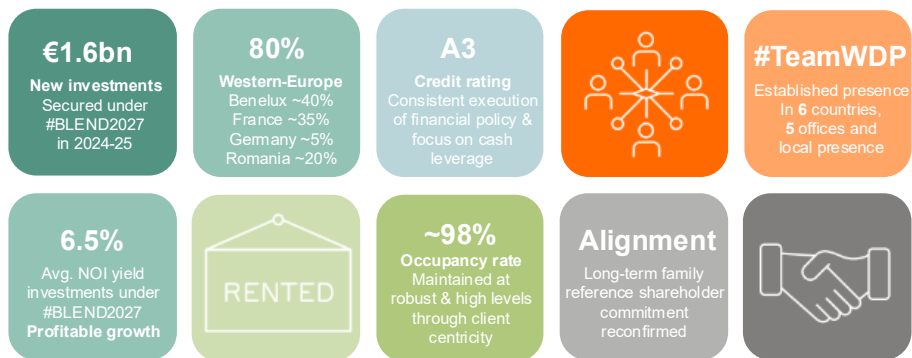 €1.6bn
New investments
Secured under
#BLEND2027
in 2024-25
80%
Western-Europe
Benelux ~40%
France ~35%
Germany ~5%
Romania ~20%
A3
Credit rating
Consistent execution
of financial policy &
focus on cash
leverage
#TeamWDP
Established presence
In 6 countries,
5 offices and
local presence
6.5%
Avg. NOI yield
investments under
#BLEND2027
Profitable growth
RENTED
~98%
Occupancy rate
Maintained at
robust & high levels
through client
centricity
Alignment
Long-term family
reference shareholder
commitment
reconfirmed